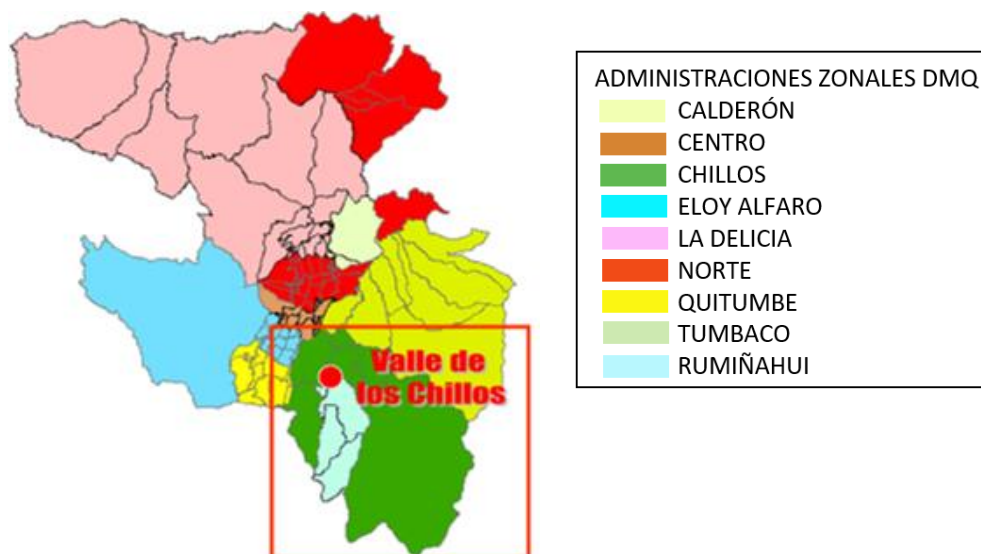 Valle de
los Chillos
ADMINISTRACIONES ZONALES DMQ
CALDERÓN
CENTRO
CHILLOS
ELOY ALFARO
LA DELICIA
NORTE
QUITUMBE
TUMBACO
RUMIÑAHUI